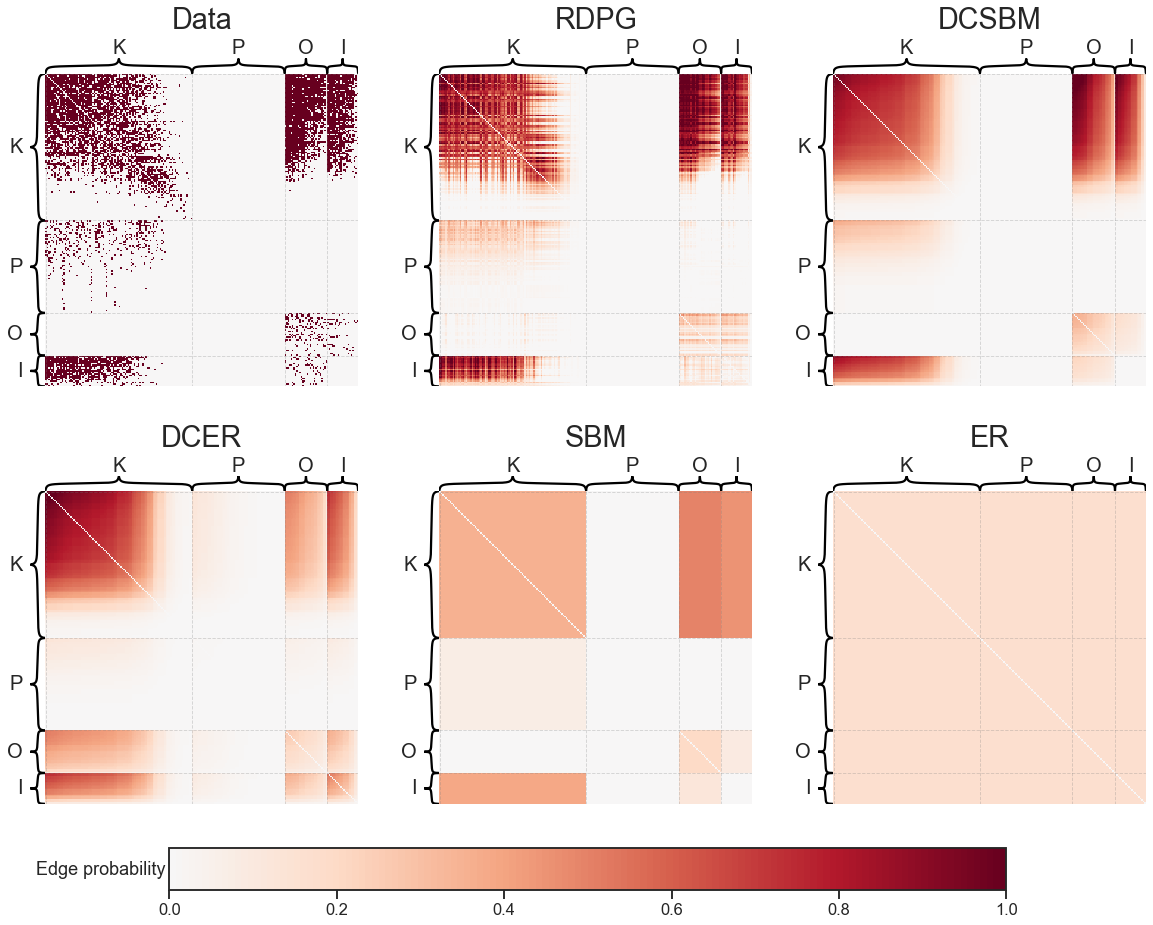 Data RDPG DCSBM
K P O I K P O I K P O I
K K K
P P P
O O O
I I I
DCER SBM ER
K P O I K P O I K P O I
K K K
P P P
O O O
I I I
Edge probability
0.0 0.2 0.4 0.6 0.8 1.0